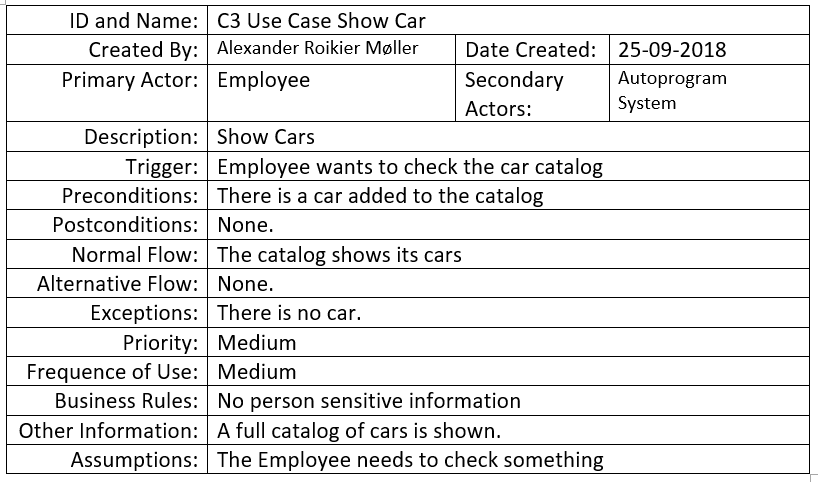 ID and Name: C3 Use Case Show Car
Created By: Alexander Roikier Møller Date Created: 25-09-2018
Primary Actor: Employee Secondary Actors: Autoprogram System
Description: Show Cars
Trigger: Employee wants to check the car catalog
Preconditions: There is a car added to the catalog
Postconditions: None.
Normal Flow: The catalog shows its cars
Alternative Flow: None.
Exceptions: There is no car.
Priority: Medium
Frequence of Use: Medium
Business Rules: No person sensitive information
Other Information: A full catalog of cars is shown.
Assumptions: The Employee needs to check something